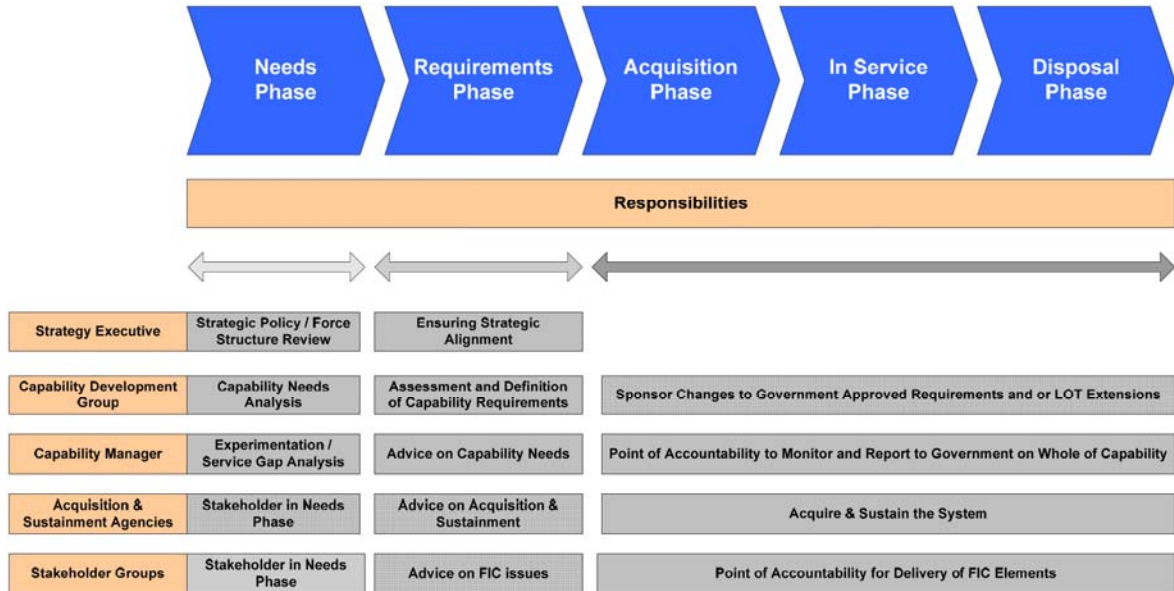 Needs
Phase
Requirements
Phase
Acquisition
Phase
In Service
Phase
Disposal
Phase
Responsibilities
Strategy Executive
Strategic Policy / Force
Structure Review
Ensuring Strategic
Alignment
Capability Development
Group
Capability Needs
Analysis
Assessment and Definition
of Capability Requirements
Sponsor Changes to Government Approved Requirements and or LOT Extensions
Capability Manager
Experimentation /
Service Gap Analysis
Advice on Capability Needs
Point of Accountability to Monitor and Report to Government on Whole of Capability
Acquisition &
Sustainment Agencies
Stakeholder in Needs
Phase
Advice on Acquisition &
Sustainment
Acquire & Sustain the System
Stakeholder Groups
Stakeholder in Needs
Phase
Advice on FIC issues
Point of Accountability for Delivery of FIC Elements